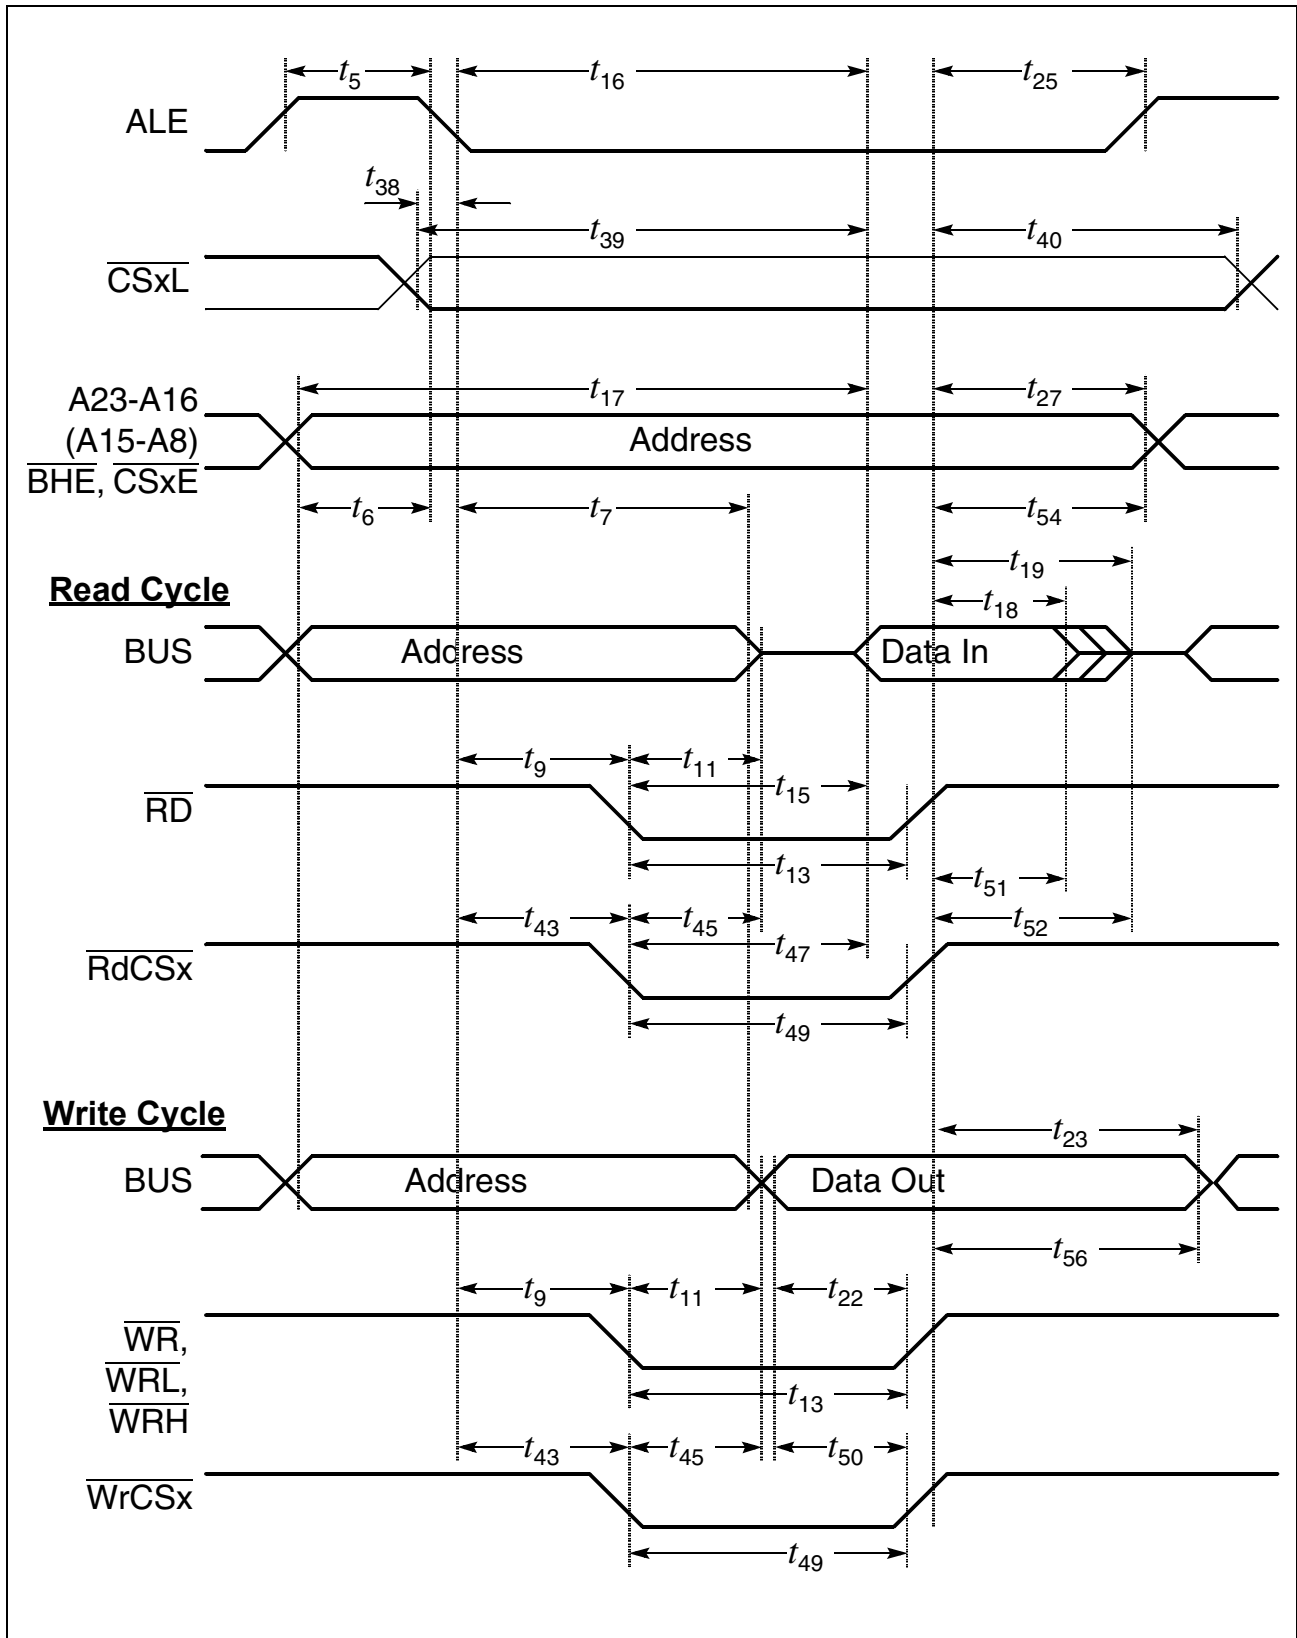 t5 t16 t25
ALE
t38
t39 t40
CSxL
t17 t27
A23-A16
(A15-A8)
BHE, CSxE
Address
t6 t7 t54
t19
Read Cycle
t18
BUS Address Data In
t9 t11
t15
RD
t13
t51
t43 t45 t52
t47
RdCSx
t49
Write Cycle
t23
BUS Address Data Out
t56
t9 t11 t22
WR,
WRL,
WRH
t13
t43 t45 t50
WrCSx
t49